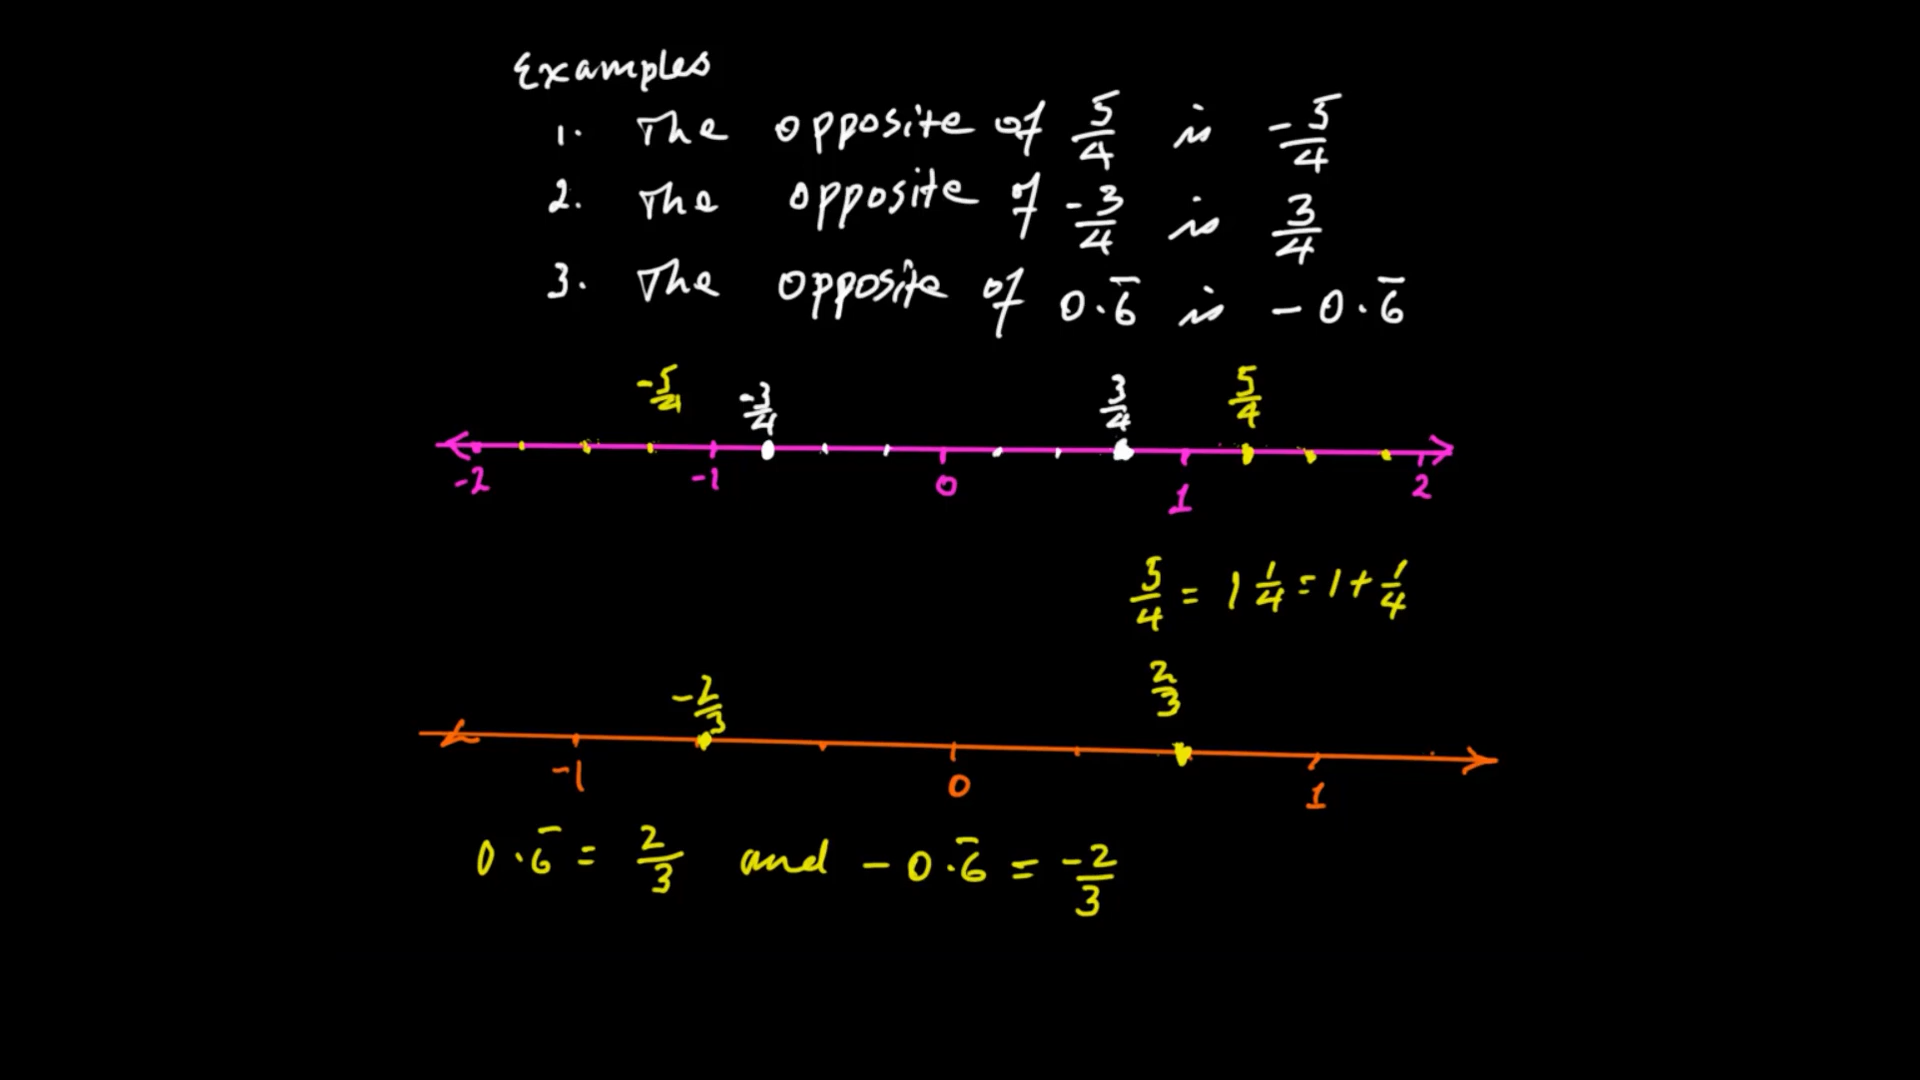 Examples
1. The opposite of 5/4 is -5/4
2. The opposite of -3/4 is 3/4
3. The opposite of 0.6̅ is -0.6̅
-5/4 -3/4 3/4 5/4
-2 -1 0 1 2
5/4 = 1 1/4 = 1 + 1/4
-2/3 2/3
-1 0 1
0.6̅ = 2/3 and -0.6̅ = -2/3